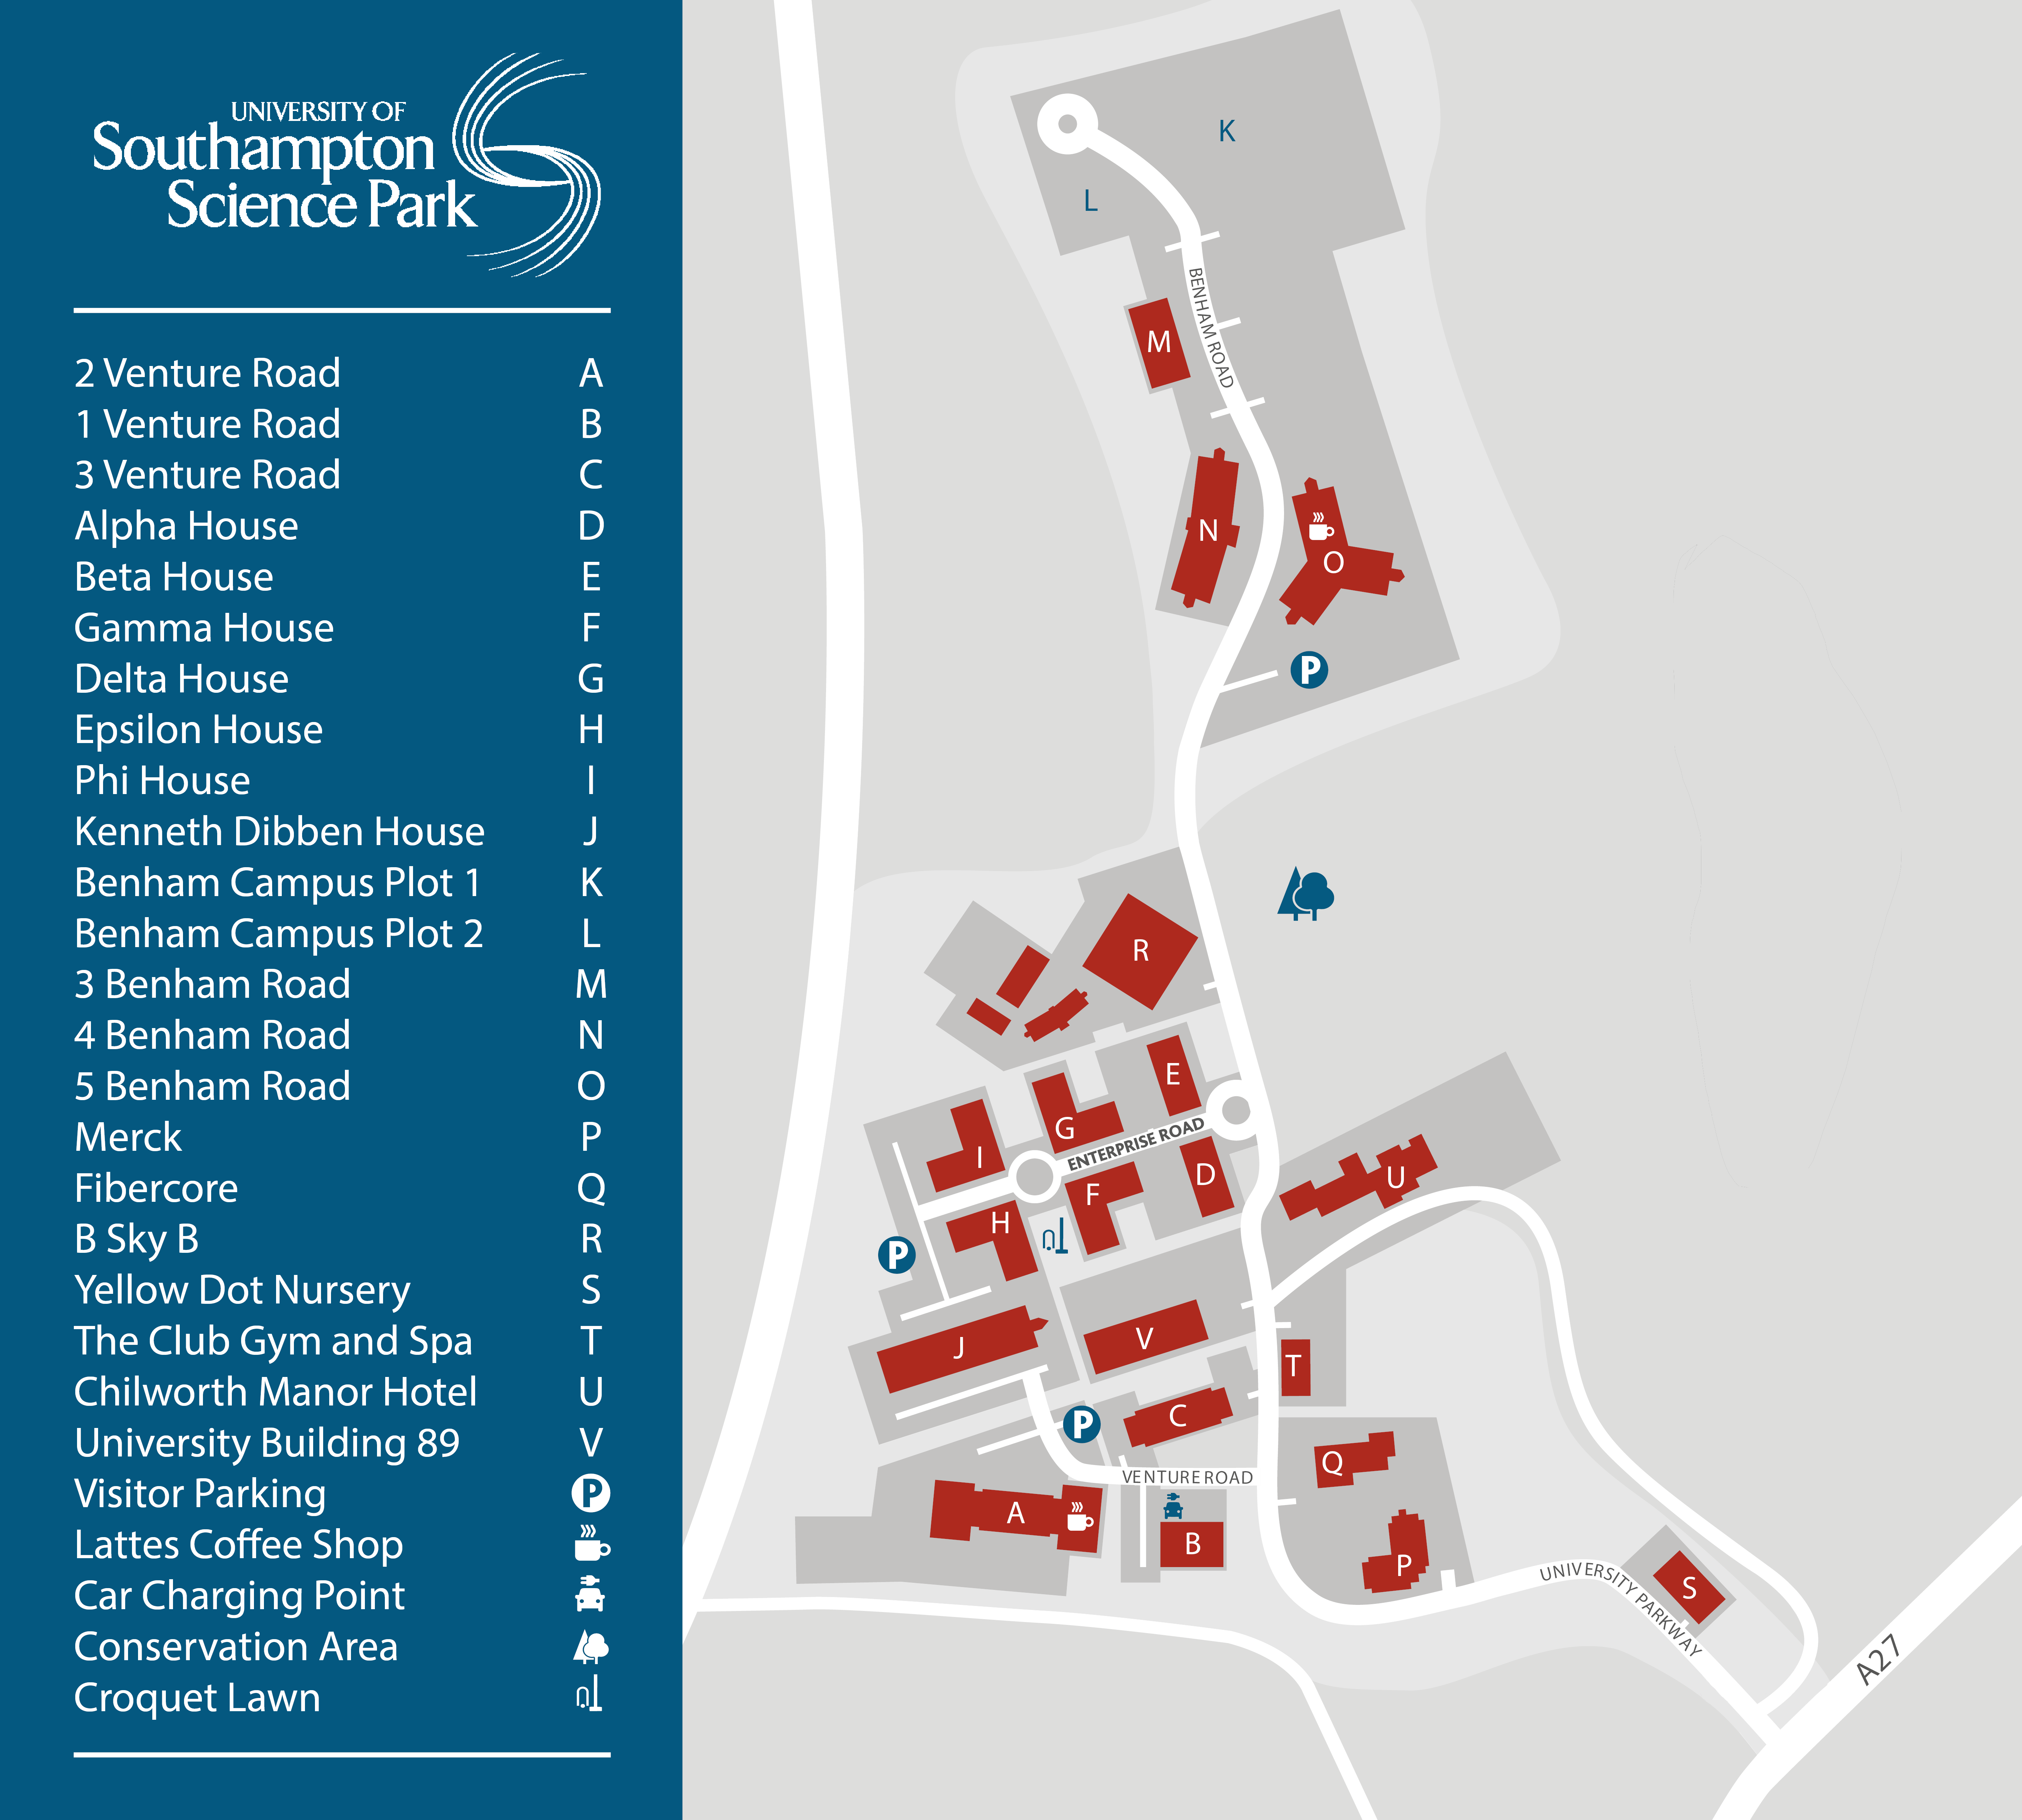 UNIVERSITY OF
Southampton
Science Park
2 Venture Road A
1 Venture Road B
3 Venture Road C
Alpha House D
Beta House E
Gamma House F
Delta House G
Epsilon House H
Phi House I
Kenneth Dibben House J
Benham Campus Plot 1 K
Benham Campus Plot 2 L
3 Benham Road M
4 Benham Road N
5 Benham Road O
Merck P
Fibercore Q
B Sky B R
Yellow Dot Nursery S
The Club Gym and Spa T
Chilworth Manor Hotel U
University Building 89 V
Visitor Parking P
Lattes Coffee Shop
Car Charging Point
Conservation Area
Croquet Lawn
K
L
BENHAM ROAD
M
N
O
P
R
E
G
ENTERPRISE ROAD
I
D
U
F
H
P
V
J
T
C
P
Q
VENTURE ROAD
A
B
P
UNIVERSITY PARKWAY
S
A27